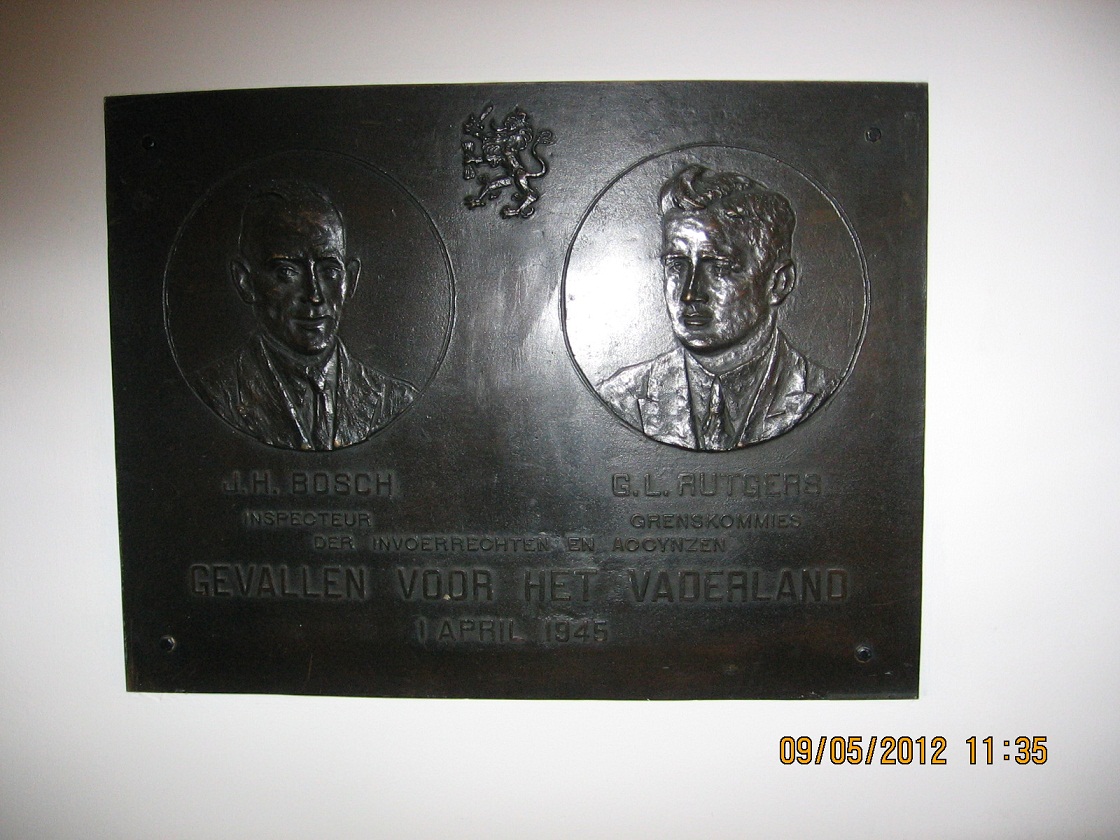 J.H. BOSCH
G.L. RUTGERS
INSPECTEUR
GRENSKOMMIES
DER INVOERRECHTEN EN ACCYNZEN
GEVALLEN VOOR HET VADERLAND
1 APRIL 1945
09/05/2012 11:35